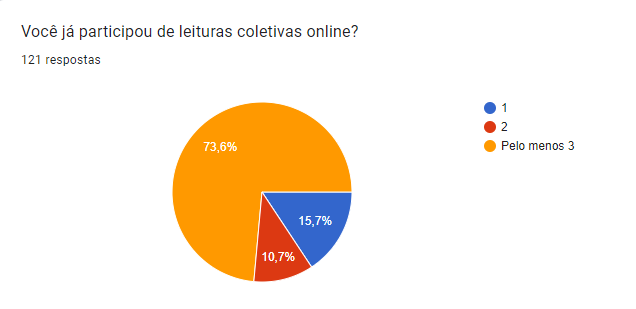 Você já participou de leituras coletivas online?
121 respostas
73,6%
15,7%
10,7%
1
2
Pelo menos 3